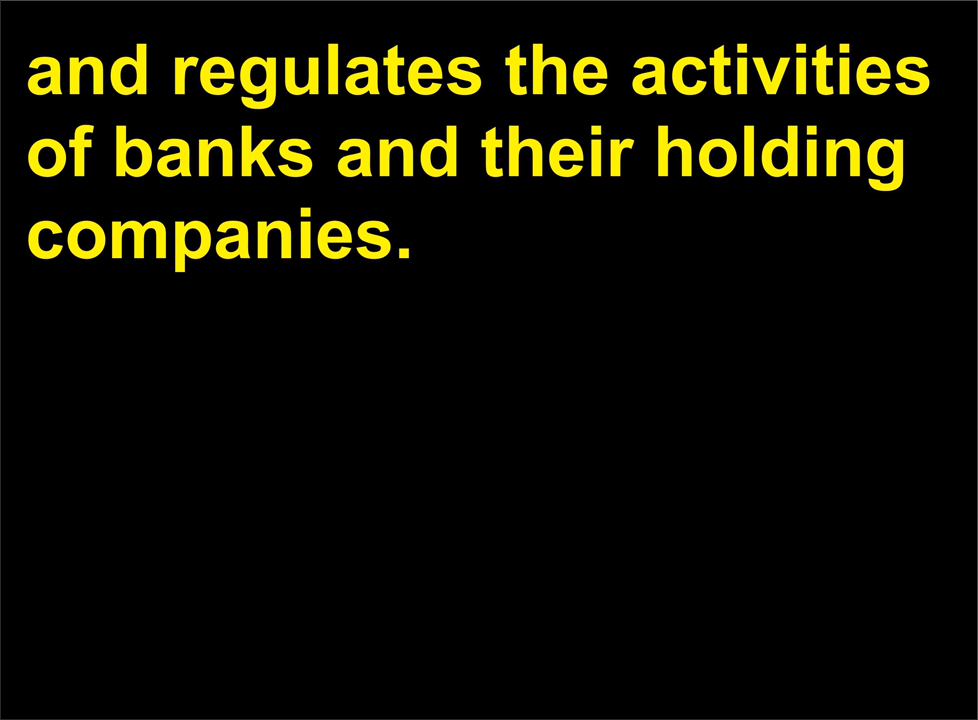 and regulates the activities
of banks and their holding
companies.